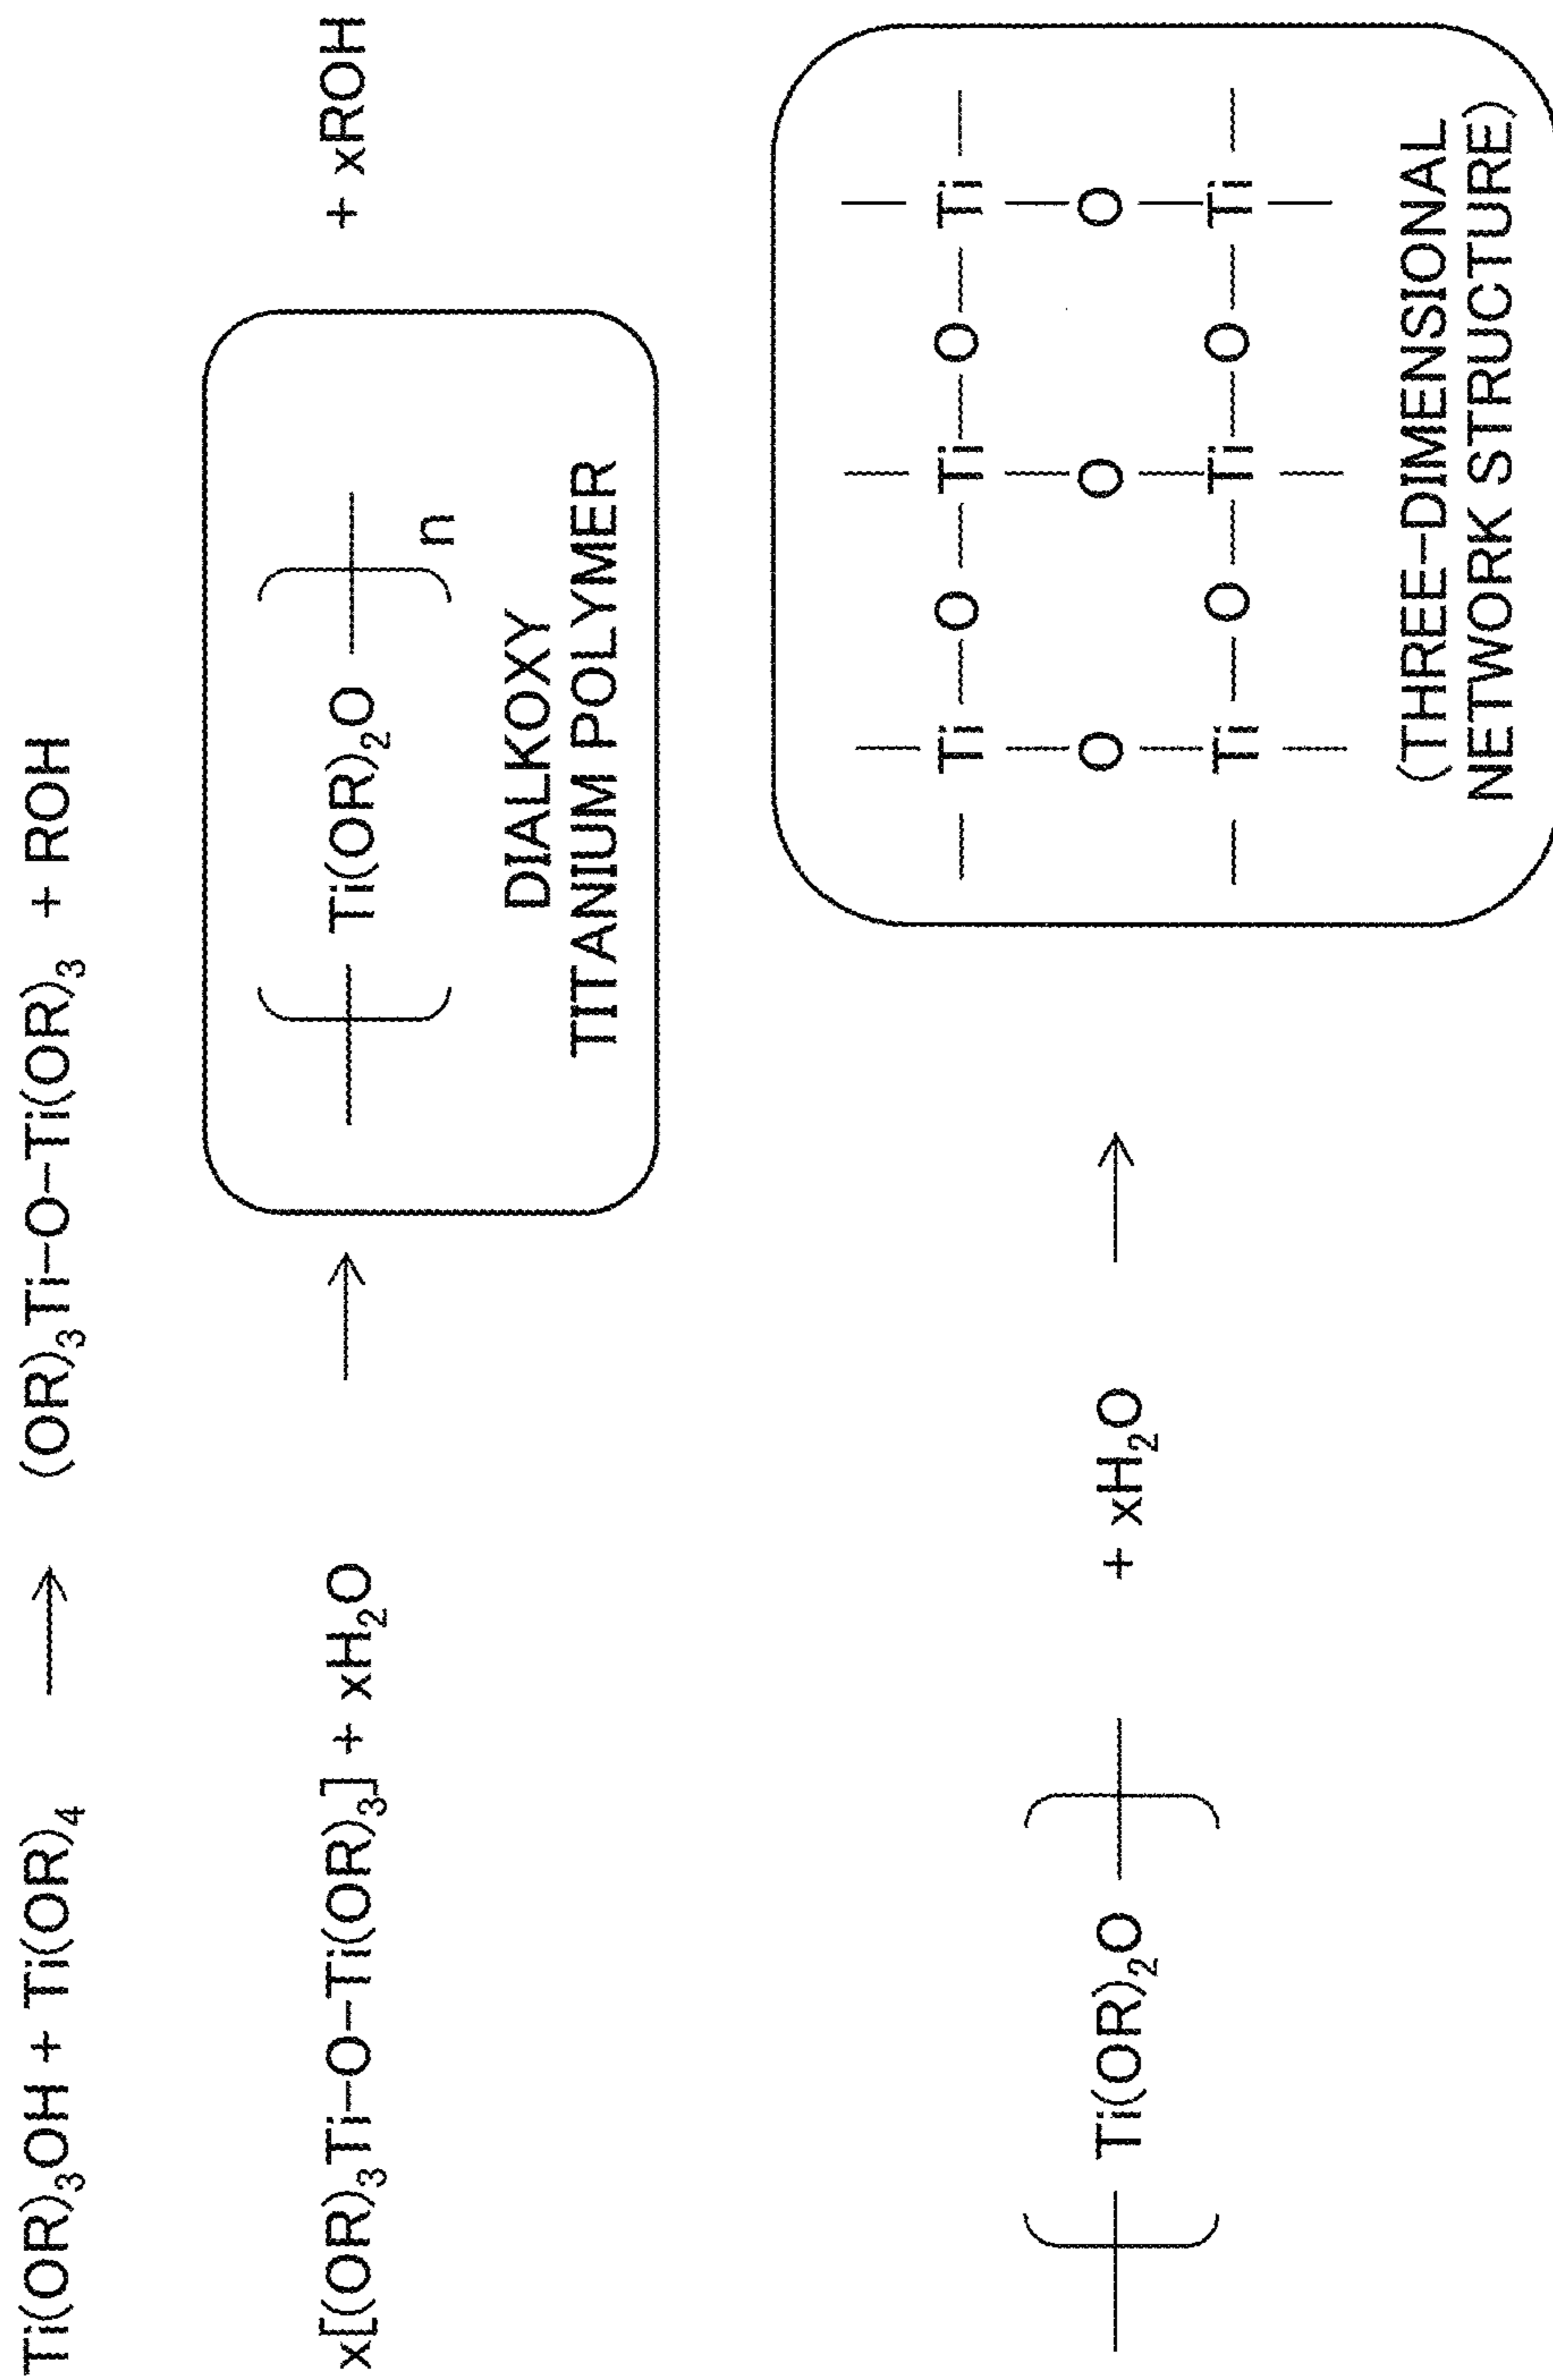 Ti(OR)₃OH + Ti(OR)₄ → (OR)₃Ti–O–Ti(OR)₃ + ROH
x[(OR)₃Ti–O–Ti(OR)₃] + xH₂O → ( Ti(OR)₂O )n + xROH
DIALKOXY
TITANIUM POLYMER
( Ti(OR)₂O ) + xH₂O →
— Ti — O — Ti — O — Ti —
O O O
— Ti — O — Ti — O — Ti —
(THREE–DIMENSIONAL
NETWORK STRUCTURE)